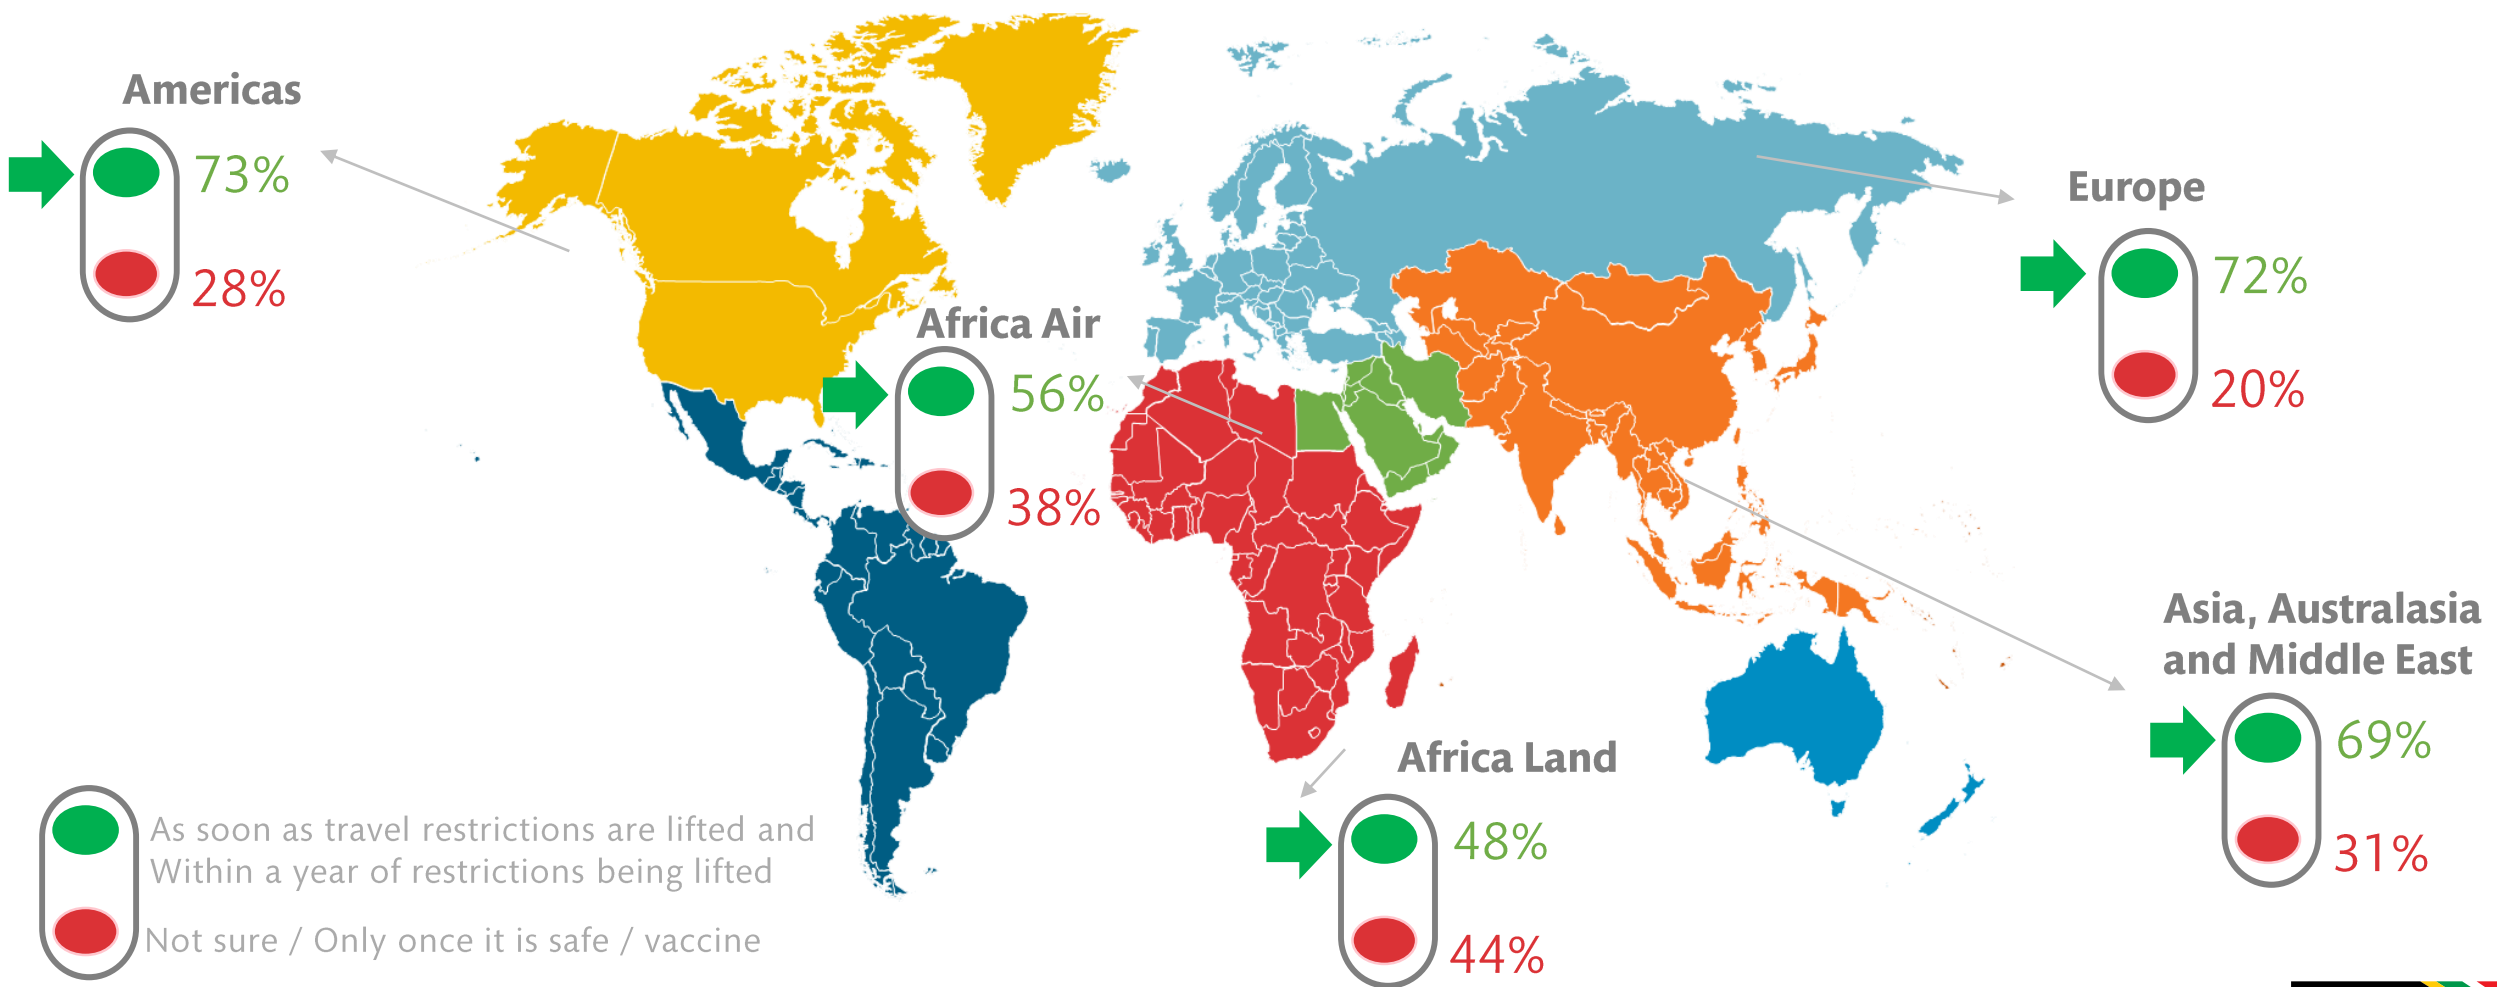 Americas
73%
28%
Europe
72%
20%
Africa Air
56%
38%
Asia, Australasia
and Middle East
69%
31%
Africa Land
48%
44%
As soon as travel restrictions are lifted and
Within a year of restrictions being lifted
Not sure / Only once it is safe / vaccine